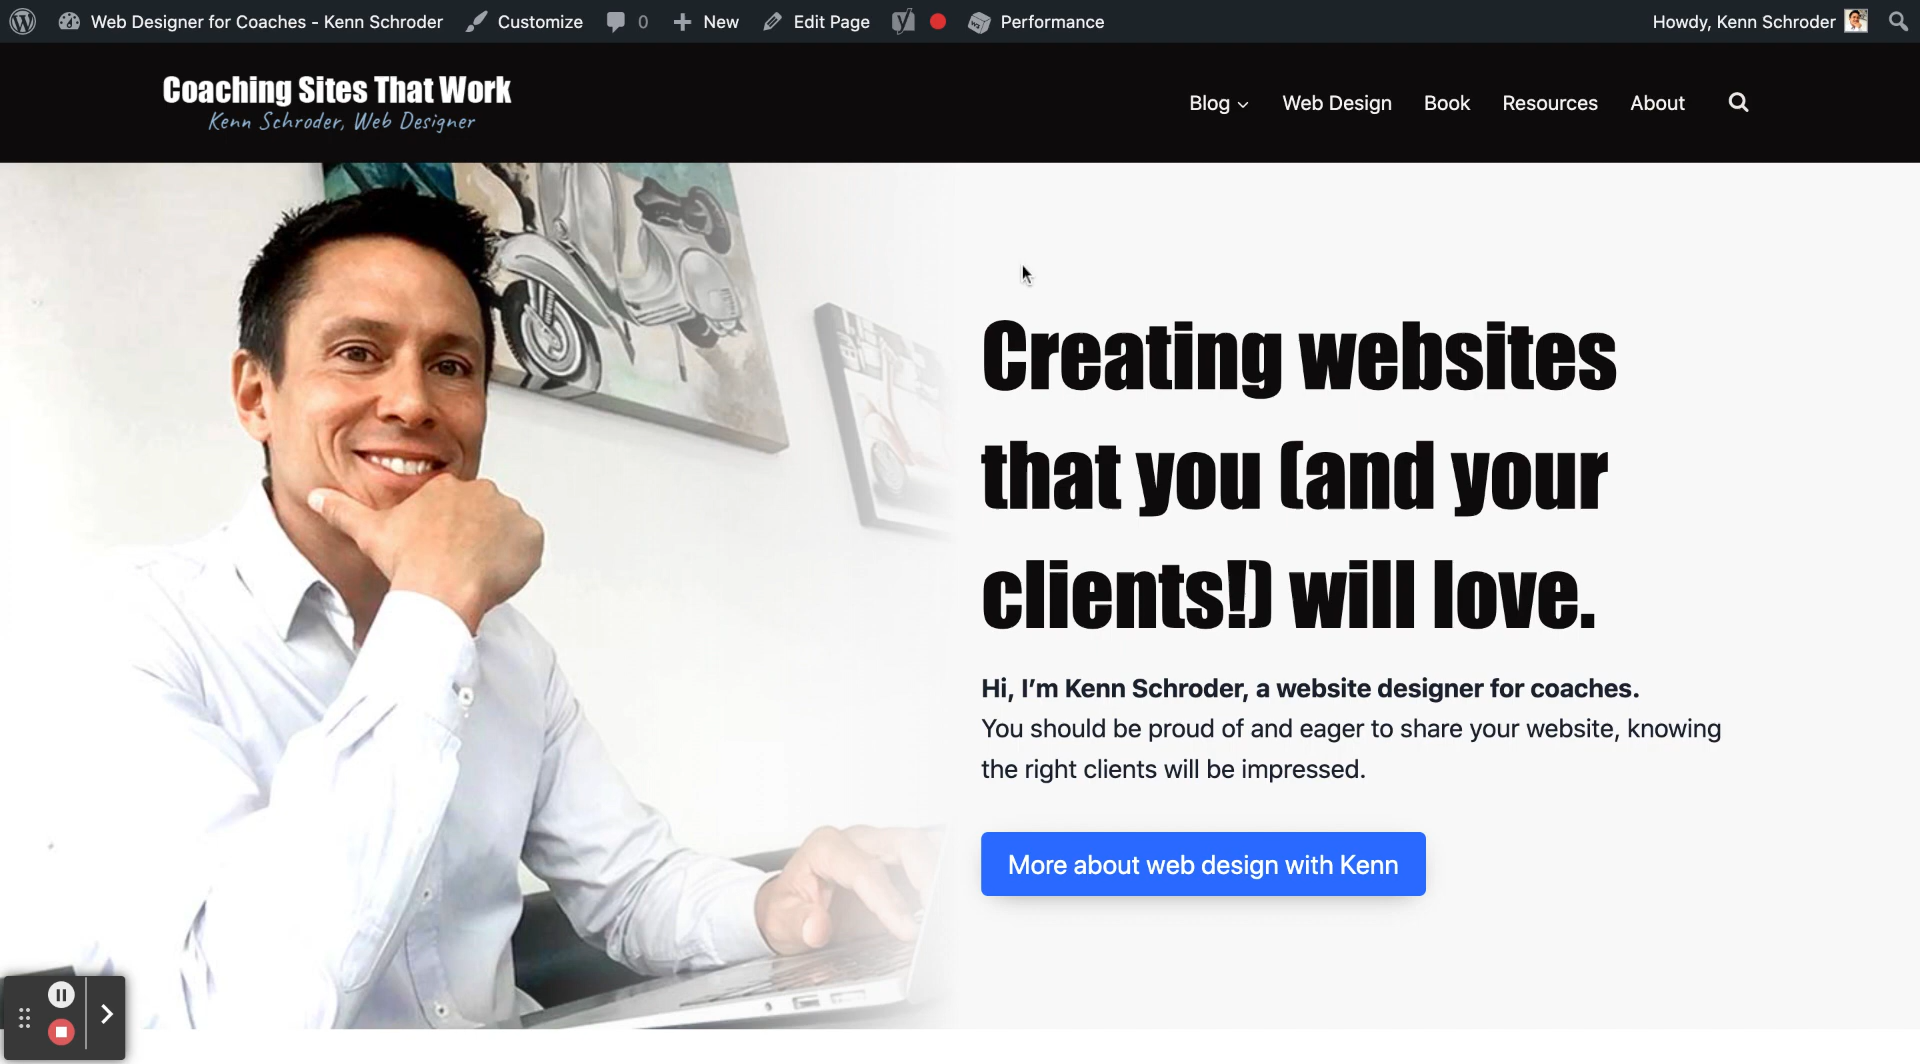 Web Designer for Coaches - Kenn Schroder Customize 0 New Edit Page Performance Howdy, Kenn Schroder
Coaching Sites That Work
Kenn Schroder, Web Designer
Blog Web Design Book Resources About
Creating websites
that you (and your
clients!) will love.
Hi, I’m Kenn Schroder, a website designer for coaches.
You should be proud of and eager to share your website, knowing
the right clients will be impressed.
More about web design with Kenn